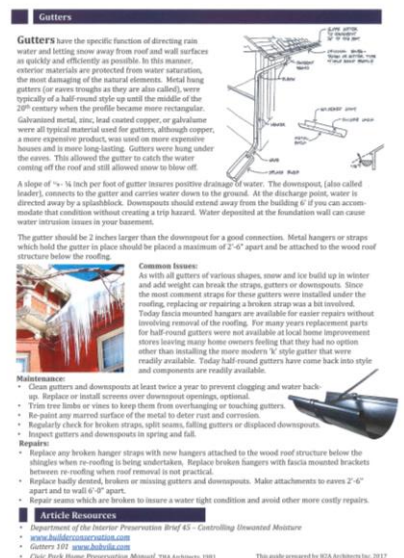 Gutters
Gutters have the specific function of directing rain
water and letting snow away from roof and wall surfaces
as quickly and efficiently as possible. In this manner,
exterior materials are protected from water saturation,
the most damaging of the natural elements. Metal hung
gutters (or eaves troughs as they are also called), were
typically of a half-round style up until the middle of the
20th century when the profile became more rectangular.
Galvanized metal, zinc, lead coated copper, or galvalume
were all typical material used for gutters, although copper,
a more expensive product, was used on more expensive
houses and is more long-lasting. Gutters were hung under
the eaves. This allowed the gutter to catch the water
coming off the roof and still allowed snow to blow off.
A slope of ¼ inch per foot of gutter insures positive drainage of water. The downspout, (also called
leader), connects to the gutter and carries water down to the ground. At the discharge point, water is
directed away by a splashblock. Downspouts should extend away from the building 6' if you can accom-
modate that condition without creating a trip hazard. Water deposited at the foundation wall can cause
water intrusion issues in your basement.
The gutter should be 2 inches larger than the downspout for a good connection. Metal hangers or straps
which hold the gutter in place should be placed a maximum of 2'-6" apart and be attached to the wood roof
structure below the roofing.
Common Issues:
As with all gutters of various shapes, snow and ice build up in winter
and add weight can break the straps, gutters or downspouts. Since
the most comment straps for these gutters were installed under the
roofing, replacing or repairing a broken strap was a bit involved.
Today fascia mounted hangars are available for easier repairs without
involving removal of the roofing. For many years replacement parts
for half-round gutters were not available at local home improvement
stores leaving many home owners feeling that they had no option
other than installing the more modern 'k' style gutter that were
readily available. Today half-round gutters have come back into style
and components are readily available.
Maintenance:
• Clean gutters and downspouts at least twice a year to prevent clogging and water back-
up. Replace or install screens over downspout openings, optional.
• Trim tree limbs or vines to keep them from overhanging or touching gutters.
• Re-paint any marred surface of the metal to deter rust and corrosion.
• Regularly check for broken straps, split seams, falling gutters or displaced downspouts.
• Inspect gutters and downspouts in spring and fall.
Repairs:
• Replace any broken hanger straps with new hangers attached to the wood roof structure below the
shingles when re-roofing is being undertaken. Replace broken hangers with fascia mounted brackets
between re-roofing when roof removal is not practical.
• Replace badly dented, broken or missing gutters and downspouts. Make attachments to eaves 2'-6"
apart and to wall 6'-8" apart.
• Repair seams which are broken to insure a water tight condition and avoid other more costly repairs.
Article Resources
• Department of the Interior Preservation Brief 45 – Controlling Unwanted Moisture
• www.builderconservation.com
• Gutters 101 www.bobvila.com